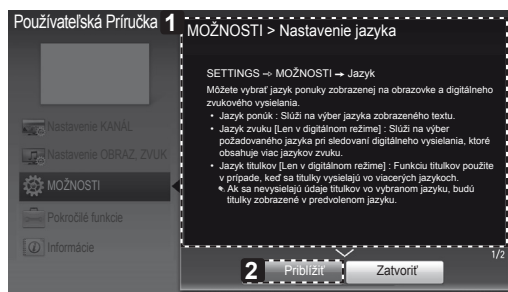 Používateľská Príručka
1
MOŽNOSTI > Nastavenie jazyka
SETTINGS ⇨ MOŽNOSTI ➙ Jazyk
Môžete vybrať jazyk ponuky zobrazenej na obrazovke a digitálneho
zvukového vysielania.
• Jazyk ponúk : Slúži na výber jazyka zobrazeného textu.
• Jazyk zvuku [Len v digitálnom režime] : Slúži na výber
požadovaného jazyka pri sledovaní digitálneho vysielania, ktoré
obsahuje viac jazykov zvuku.
• Jazyk titulkov [Len v digitálnom režime] : Funkciu titulkov použite
v prípade, keď sa titulky vysielajú vo viacerých jazykoch.
✎ Ak sa nevysielajú údaje titulkov vo vybranom jazyku, budú
titulky zobrazené v predvolenom jazyku.
Nastavenie KANÁL
Nastavenie OBRAZ, ZVUK
MOŽNOSTI
Pokročilé funkcie
Informácie
1/2
2
Priblížiť
Zatvoriť